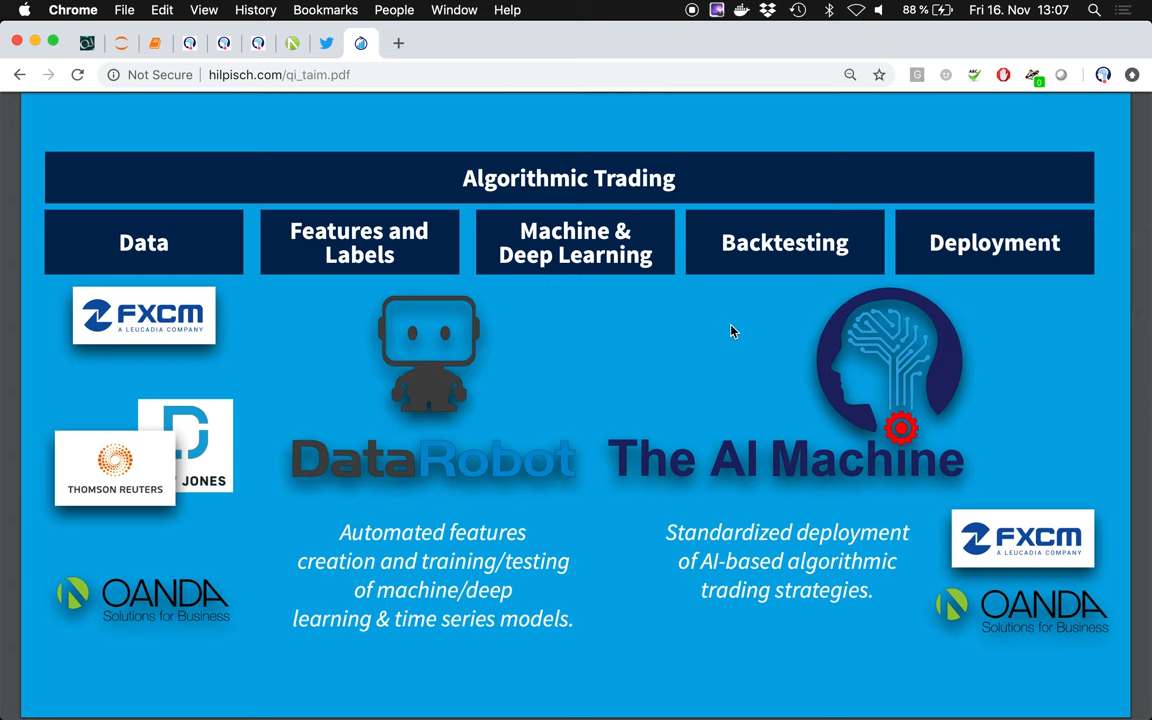 Chrome File Edit View History Bookmarks People Window Help 88 % Fri 16. Nov 13:07
Not Secure hilpisch.com/qi_taim.pdf
Algorithmic Trading
Data
Features and
Labels
Machine &
Deep Learning
Backtesting
Deployment
FXCM
A LEUCADIA COMPANY
JONES
THOMSON REUTERS
OANDA
Solutions for Business
DataRobot
Automated features
creation and training/testing
of machine/deep
learning & time series models.
The AI Machine
Standardized deployment
of AI-based algorithmic
trading strategies.
FXCM
A LEUCADIA COMPANY
OANDA
Solutions for Business